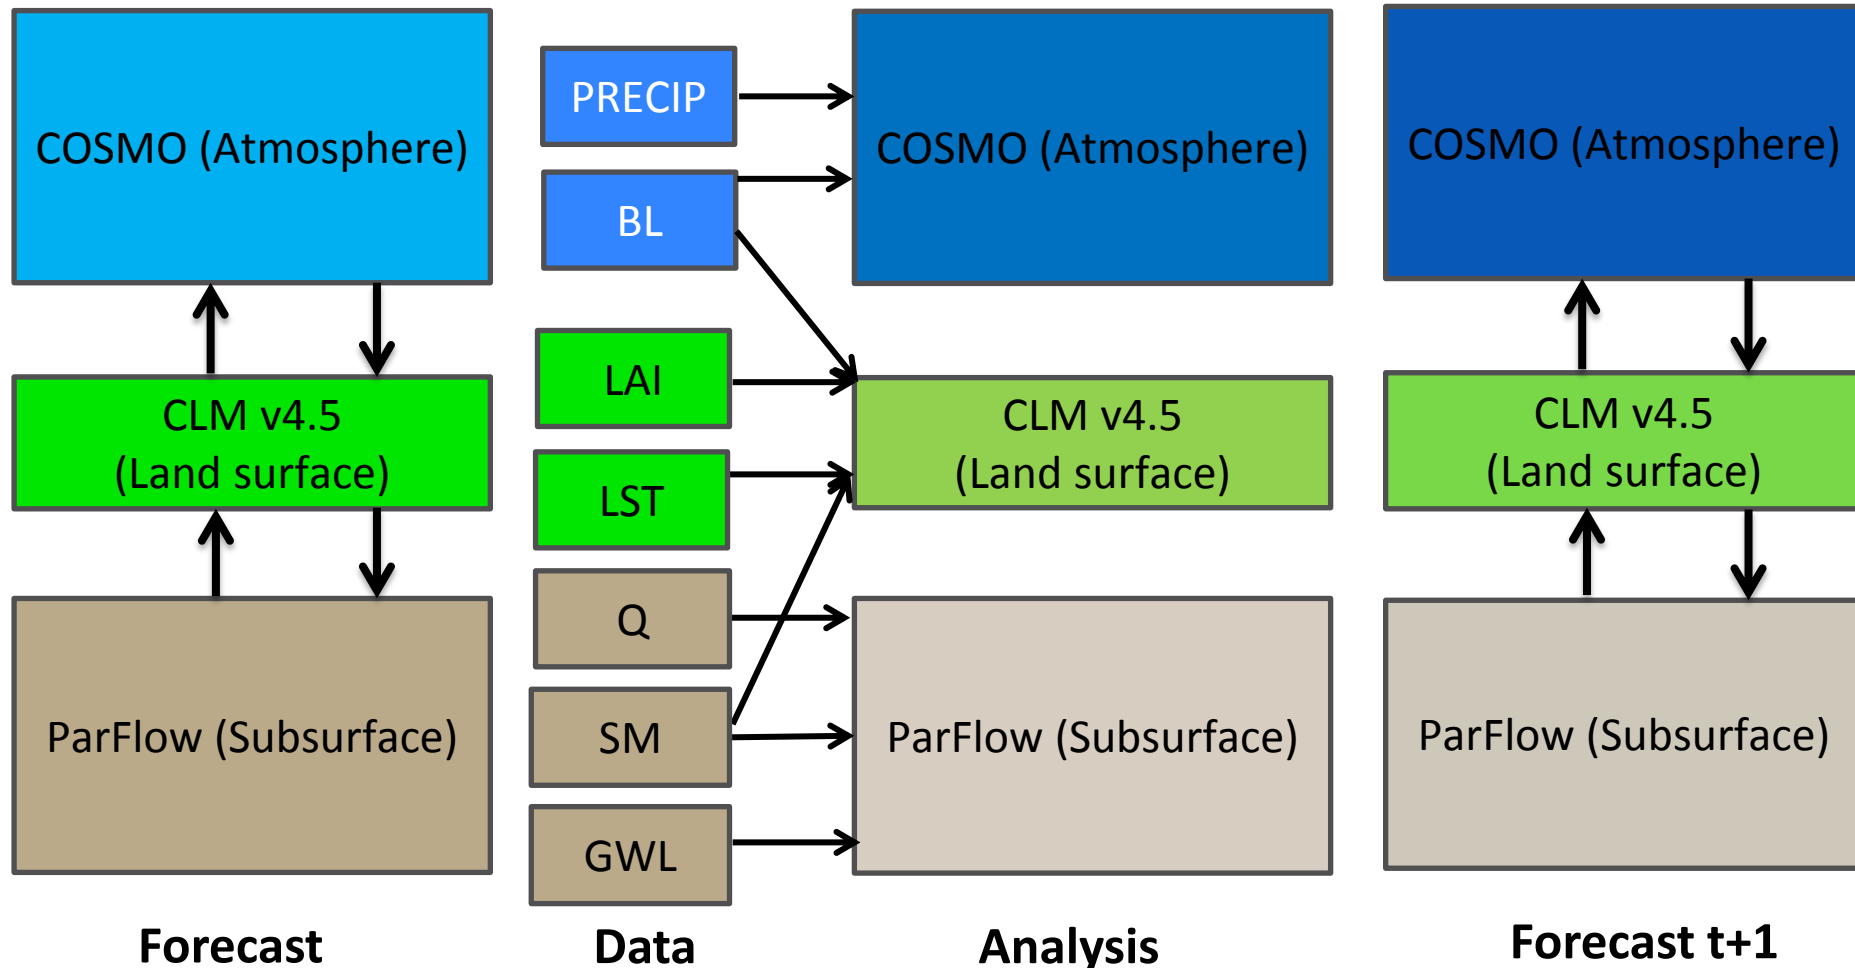 COSMO (Atmosphere)
CLM v4.5
(Land surface)
ParFlow (Subsurface)
Forecast
PRECIP
BL
LAI
LST
Q
SM
GWL
Data
COSMO (Atmosphere)
CLM v4.5
(Land surface)
ParFlow (Subsurface)
Analysis
COSMO (Atmosphere)
CLM v4.5
(Land surface)
ParFlow (Subsurface)
Forecast t+1